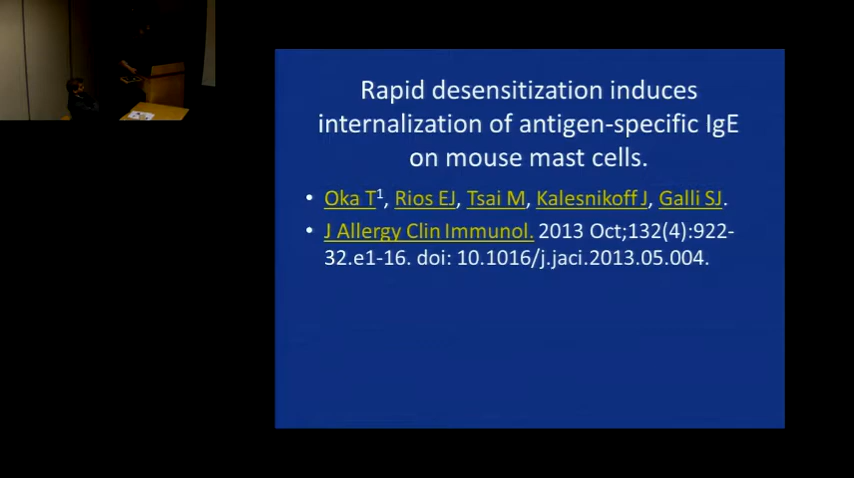 Rapid desensitization induces
internalization of antigen-specific IgE
on mouse mast cells.
• Oka T¹, Rios EJ, Tsai M, Kalesnikoff J, Galli SJ.
• J Allergy Clin Immunol. 2013 Oct;132(4):922-
32.e1-16. doi: 10.1016/j.jaci.2013.05.004.